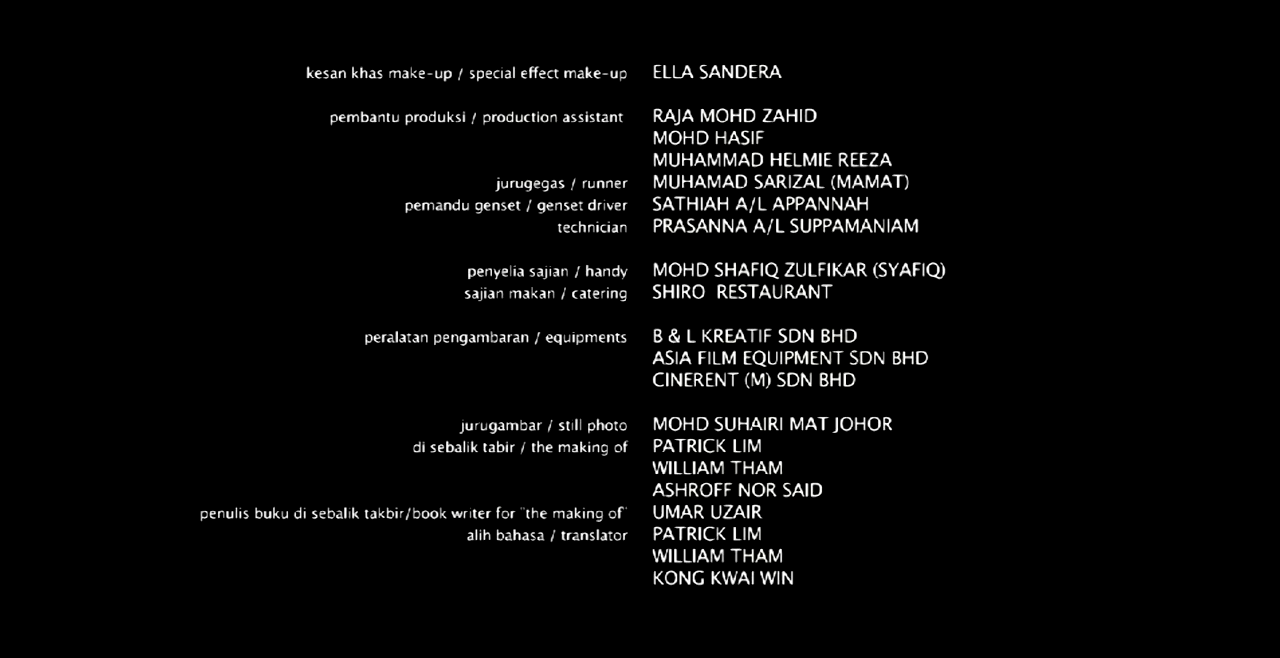 kesan khas make-up / special effect make-up ELLA SANDERA
pembantu produksi / production assistant RAJA MOHD ZAHID
MOHD HASIF
MUHAMMAD HELMIE REEZA
jurugegas / runner MUHAMAD SARIZAL (MAMAT)
pemandu genset / genset driver SATHIAH A/L APPANNAH
technician PRASANNA A/L SUPPAMANIAM
penyelia sajian / handy MOHD SHAFIQ ZULFIKAR (SYAFIQ)
sajian makan / catering SHIRO RESTAURANT
peralatan pengambaran / equipments B & L KREATIF SDN BHD
ASIA FILM EQUIPMENT SDN BHD
CINERENT (M) SDN BHD
jurugambar / still photo MOHD SUHAIRI MAT JOHOR
di sebalik tabir / the making of PATRICK LIM
WILLIAM THAM
ASHROFF NOR SAID
penulis buku di sebalik takbir/book writer for "the making of" UMAR UZAIR
alih bahasa / translator PATRICK LIM
WILLIAM THAM
KONG KWAI WIN